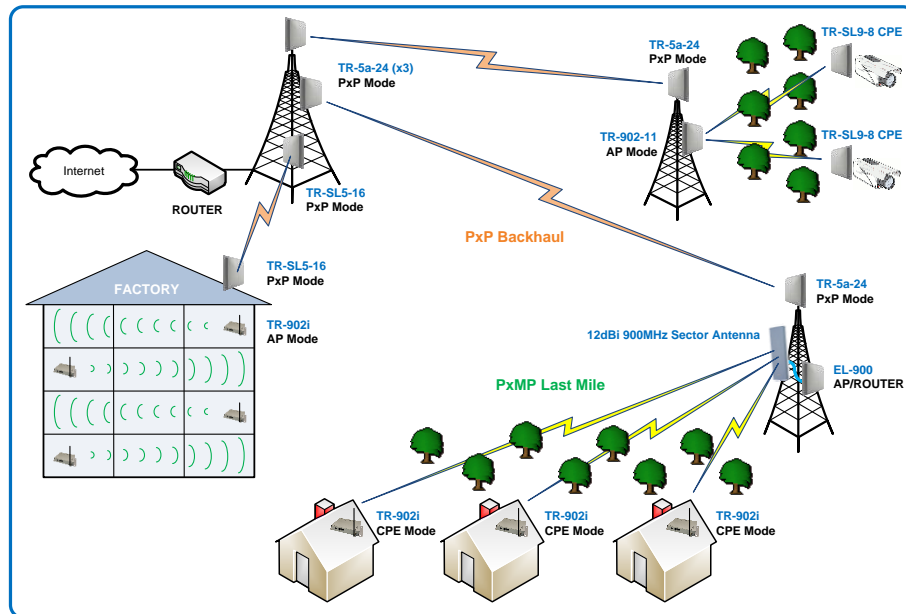 TR-5a-24 (x3)
PxP Mode
TR-5a-24
PxP Mode
TR-SL9-8 CPE
TR-902-11
AP Mode
TR-SL9-8 CPE
Internet
ROUTER
TR-SL5-16
PxP Mode
PxP Backhaul
TR-SL5-16
PxP Mode
FACTORY
TR-902i
AP Mode
TR-5a-24
PxP Mode
12dBi 900MHz Sector Antenna
EL-900
AP/ROUTER
PxMP Last Mile
TR-902i
CPE Mode
TR-902i
CPE Mode
TR-902i
CPE Mode